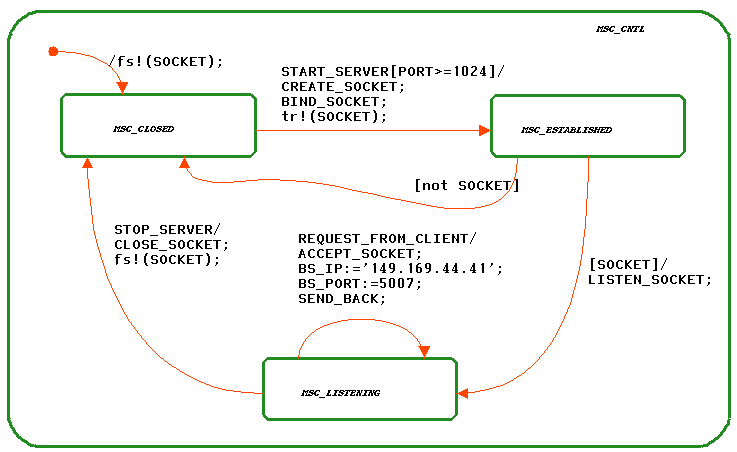 MSC_CNTL
/fs!(SOCKET);
START_SERVER[PORT>=1024]/
CREATE_SOCKET;
BIND_SOCKET;
tr!(SOCKET);
MSC_CLOSED
MSC_ESTABLISHED
[not SOCKET]
STOP_SERVER/
CLOSE_SOCKET;
fs!(SOCKET);
REQUEST_FROM_CLIENT/
ACCEPT_SOCKET;
BS_IP:='149.169.44.41';
BS_PORT:=5007;
SEND_BACK;
[SOCKET]/
LISTEN_SOCKET;
MSC_LISTENING